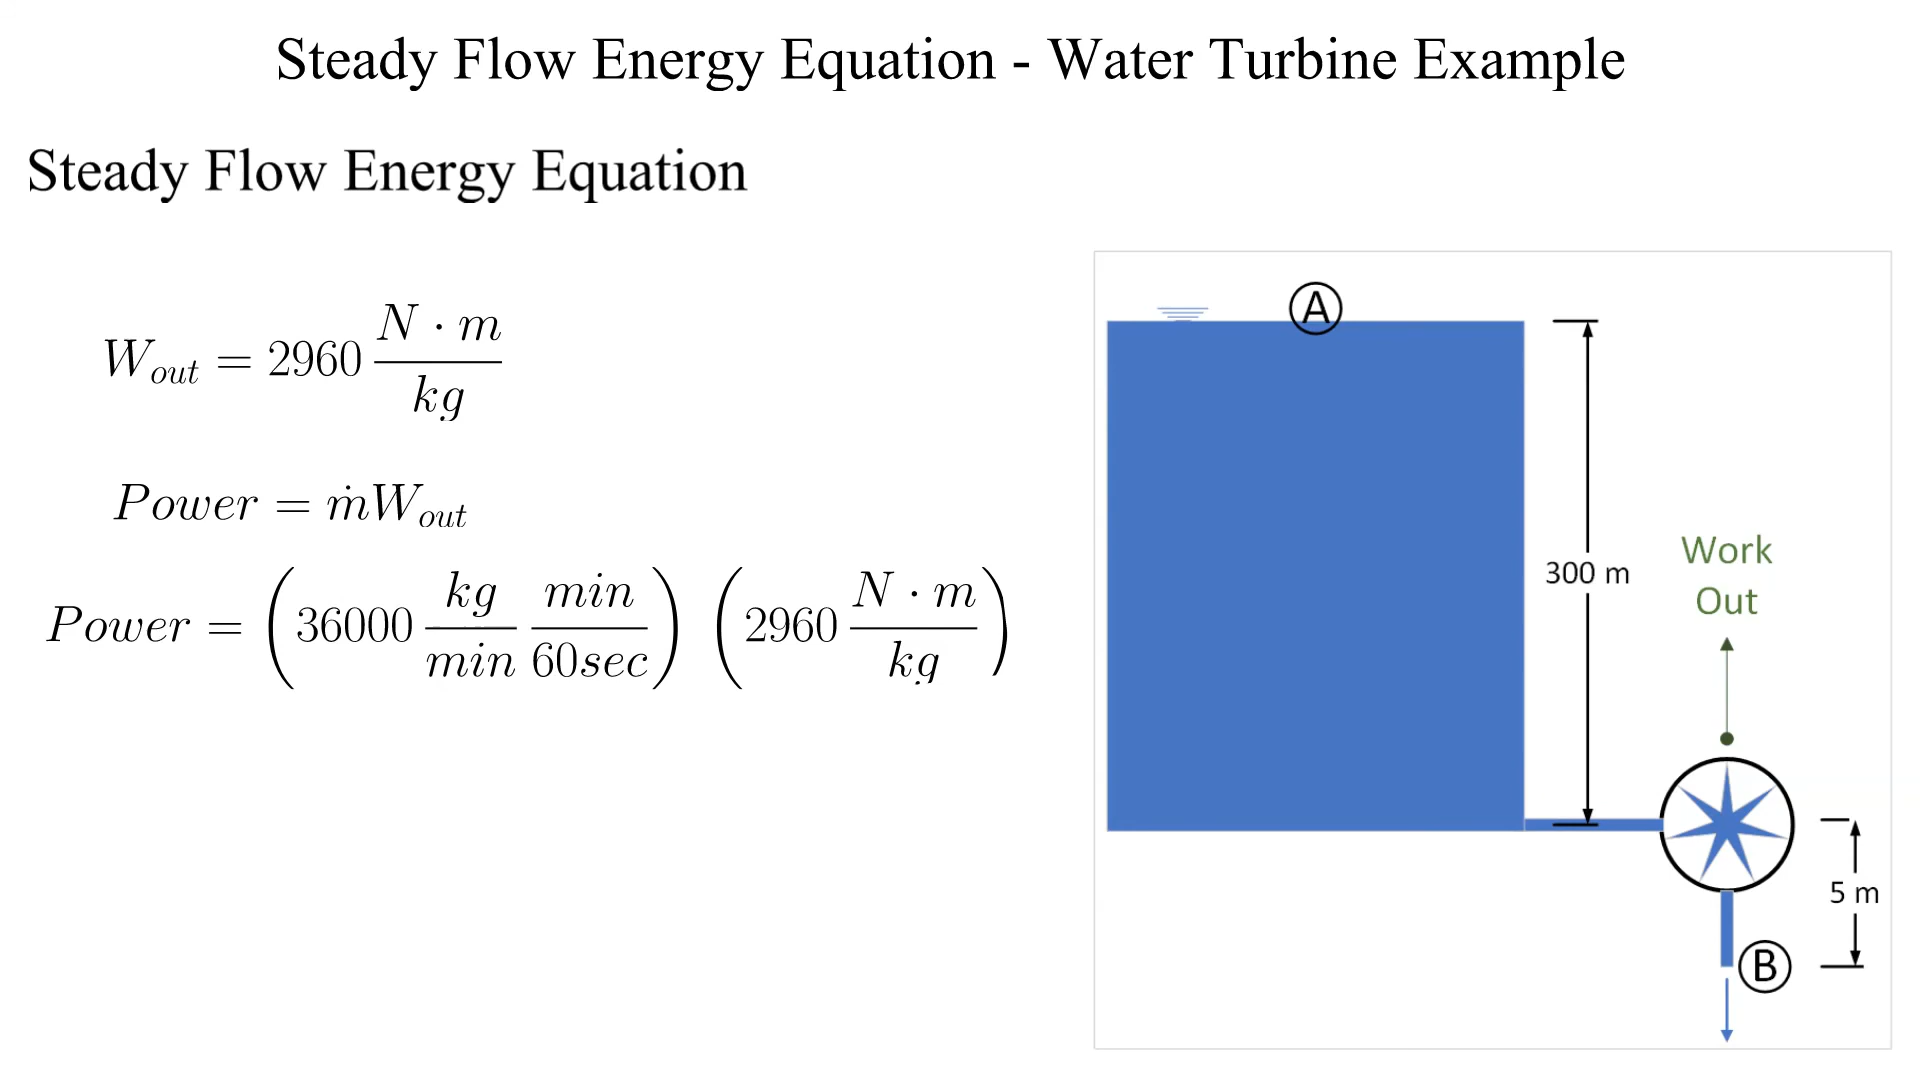 Steady Flow Energy Equation - Water Turbine Example
Steady Flow Energy Equation
W_out = 2960 N · m / kg
Power = ṁW_out
Power = (36000 kg/min min/60sec) (2960 N · m / kg)
A
300 m
Work
Out
5 m
B